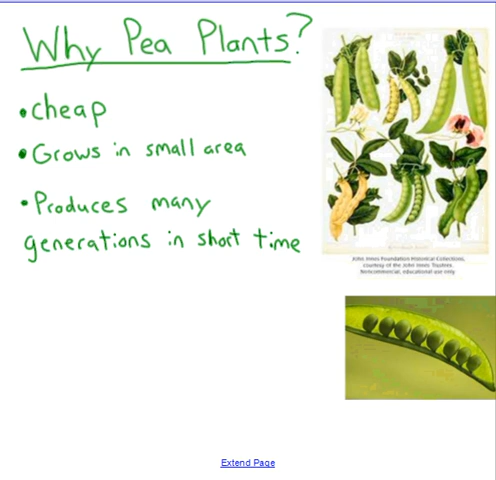 Why Pea Plants?
• cheap
• Grows in small area
• Produces many
generations in short time
John Innes Foundation Historical Collections,
courtesy of the John Innes Trustees.
Noncommercial, educational use only
Extend Page